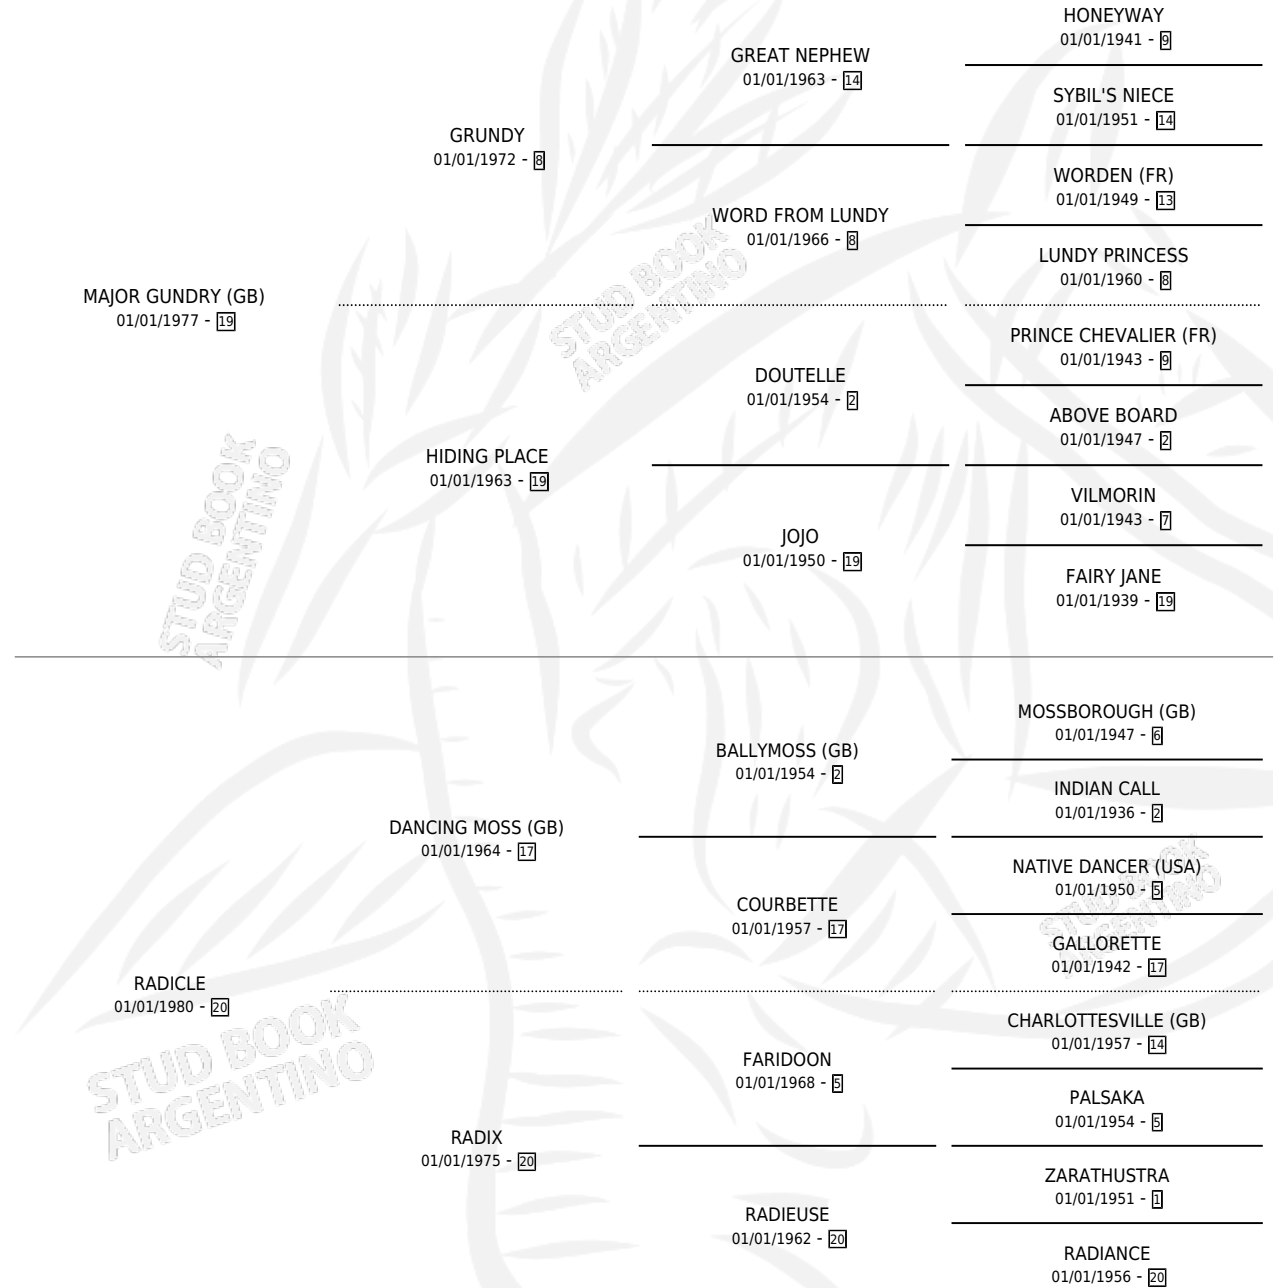 HONEYWAY
01/01/1941 - 9
GREAT NEPHEW
01/01/1963 - 14
SYBIL'S NIECE
01/01/1951 - 14
GRUNDY
01/01/1972 - 8
WORDEN (FR)
01/01/1949 - 13
WORD FROM LUNDY
01/01/1966 - 8
LUNDY PRINCESS
01/01/1960 - 8
MAJOR GUNDRY (GB)
01/01/1977 - 19
STUD BOOK
ARGENTINO
PRINCE CHEVALIER (FR)
01/01/1943 - 9
DOUTELLE
01/01/1954 - 2
ABOVE BOARD
01/01/1947 - 2
HIDING PLACE
01/01/1963 - 19
VILMORIN
01/01/1943 - 7
JOJO
01/01/1950 - 19
FAIRY JANE
01/01/1939 - 19
STUD BOOK
ARGENTINO
MOSSBOROUGH (GB)
01/01/1947 - 6
BALLYMOSS (GB)
01/01/1954 - 2
INDIAN CALL
01/01/1936 - 2
DANCING MOSS (GB)
01/01/1964 - 17
NATIVE DANCER (USA)
01/01/1950 - 5
COURBETTE
01/01/1957 - 17
GALLORETTE
01/01/1942 - 17
STUD BOOK
ARGENTINO
RADICLE
01/01/1980 - 20
CHARLOTTESVILLE (GB)
01/01/1957 - 14
FARIDOON
01/01/1968 - 5
PALSAKA
01/01/1954 - 5
STUD BOOK
ARGENTINO
RADIX
01/01/1975 - 20
ZARATHUSTRA
01/01/1951 - 1
RADIEUSE
01/01/1962 - 20
RADIANCE
01/01/1956 - 20